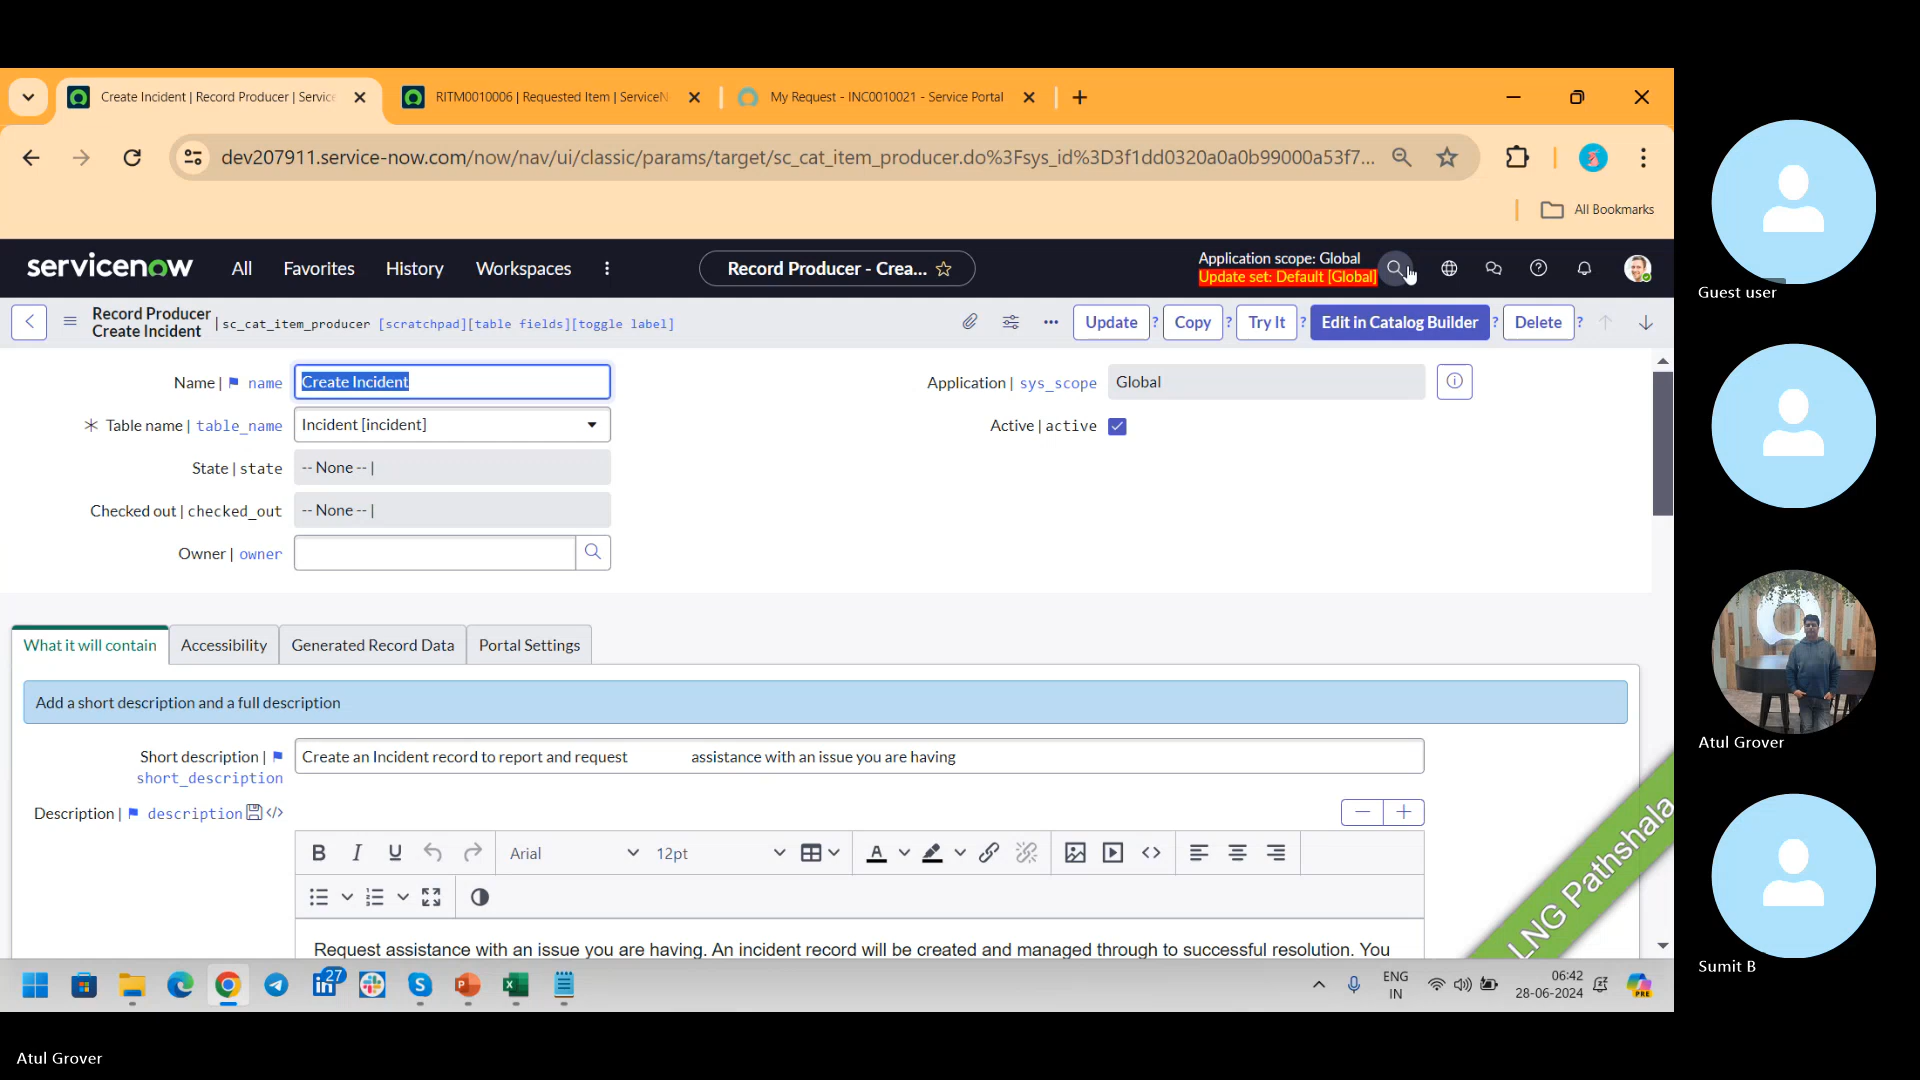 Create Incident | Record Producer | Service
RITM0010006 | Requested Item | ServiceN
My Request - INC0010021 - Service Portal
dev207911.service-now.com/now/nav/ui/classic/params/target/sc_cat_item_producer.do%3Fsys_id%3D3f1dd0320a0a0b99000a53f7...
All Bookmarks
servicenow
All
Favorites
History
Workspaces
Record Producer - Crea...
Application scope: Global
Update set: Default [Global]
Record Producer
Create Incident
| sc_cat_item_producer [scratchpad][table fields][toggle label]
Update ?
Copy ?
Try It ?
Edit in Catalog Builder ?
Delete ?
Name | name
Create Incident
Application | sys_scope
Global
* Table name | table_name
Incident [incident]
Active | active
State | state
-- None -- |
Checked out | checked_out
-- None -- |
Owner | owner
What it will contain
Accessibility
Generated Record Data
Portal Settings
Add a short description and a full description
Short description |
short_description
Create an Incident record to report and request assistance with an issue you are having
Description | description
B I U
Arial
12pt
A
Request assistance with an issue you are having. An incident record will be created and managed through to successful resolution. You
LNG Pathshala
27
ENG
IN
06:42
28-06-2024
PRE
Guest user
Atul Grover
Sumit B
Atul Grover